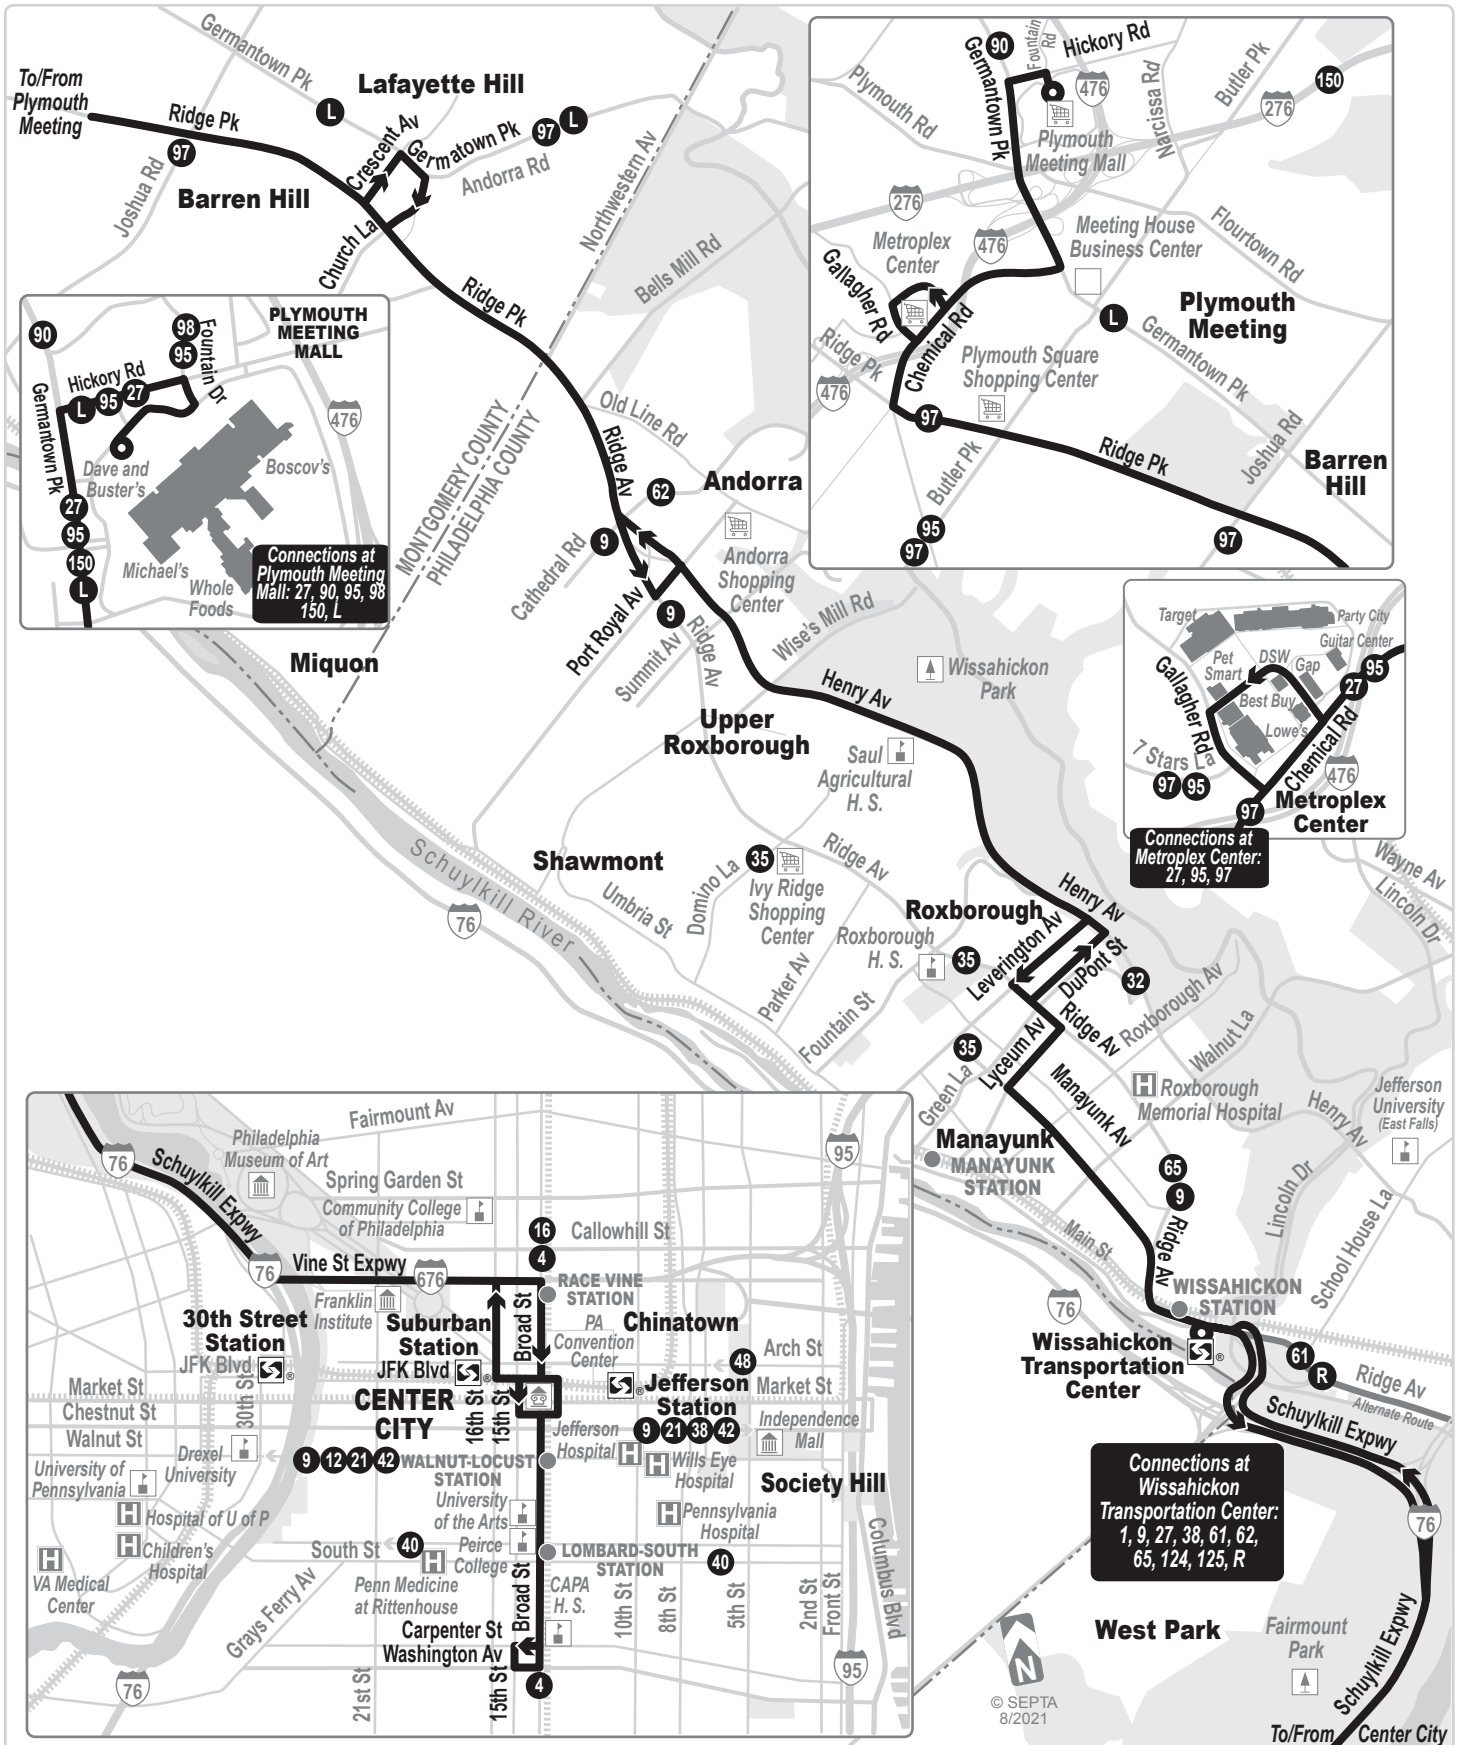 Germantown Pk
Lafayette Hill
To/From
Plymouth
Meeting
Ridge Pk
L
97
Crescent Av
Germatown Pk
97
L
Andorra Rd
Joshua Rd
Barren Hill
Church La
Northwestern Av
Bells Mill Rd
Ridge Pk
MONTGOMERY COUNTY
PHILADELPHIA COUNTY
Old Line Rd
Ridge Av
62
Andorra
9
Cathedral Rd
Andorra
Shopping
Center
Port Royal Av
9
Summit Av
Ridge Av
Wise's Mill Rd
Miquon
Wissahickon
Park
Henry Av
Upper
Roxborough
Saul
Agricultural
H. S.
Shawmont
Schuylkill River
76
Umbria St
Domino La
35
Ivy Ridge
Shopping
Center
Ridge Av
Parker Av
Roxborough
H. S.
35
Fountain St
Roxborough
Henry Av
Leverington Av
DuPont St
32
Ridge Av
Roxborough Av
Walnut La
Wayne Av
Lincoln Dr
35
Green La
Lyceum Av
Manayunk Av
H
Roxborough
Memorial Hospital
Henry Av
Jefferson
University
(East Falls)
Manayunk
MANAYUNK
STATION
65
9
Lincoln Dr
School House La
Main St
Ridge Av
WISSAHICKON
STATION
76
Wissahickon
Transportation
Center
®
61
R
Ridge Av
Alternate Route
Schuylkill Expwy
Connections at
Wissahickon
Transportation Center:
1, 9, 27, 38, 61, 62,
65, 124, 125, R
76
West Park
Fairmount
Park
Schuylkill Expwy
N
© SEPTA
8/2021
To/From Center City
90
Fountain Rd
Hickory Rd
Germantown Pk
476
Narcissa Rd
Butler Pk
150
276
Plymouth Rd
Plymouth
Meeting Mall
276
476
Metroplex
Center
Meeting House
Business Center
Flourtown Rd
Gallagher Rd
Chemical Rd
Plymouth
Meeting
L
Germantown Pk
Ridge Pk
476
Plymouth Square
Shopping Center
97
Butler Pk
Ridge Pk
Joshua Rd
Barren
Hill
95
97
97
PLYMOUTH
MEETING
MALL
90
98
95
Fountain Dr
Hickory Rd
L
95
27
476
Germantown Pk
Dave and
Buster's
Boscov's
27
95
150
L
Michael's
Whole
Foods
Connections at
Plymouth Meeting
Mall: 27, 90, 95, 98
150, L
Target
Party City
Guitar Center
Pet
Smart
DSW
Gap
95
27
Best Buy
Lowe's
Gallagher Rd
Chemical Rd
7 Stars La
97
95
476
97
Metroplex
Center
Connections at
Metroplex Center:
27, 95, 97
Fairmount Av
76
Philadelphia
Museum of Art
95
Schuylkill Expwy
Spring Garden St
Community College
of Philadelphia
16
4
Callowhill St
76
Vine St Expwy
676
RACE VINE
STATION
Franklin
Institute
30th Street
Station
JFK Blvd
®
Suburban
Station
JFK Blvd
®
Broad St
PA
Convention
Center
Chinatown
48
Arch St
Market St
Chestnut St
Walnut St
30th St
CENTER
CITY
16th St
15th St
®
Jefferson
Station
Market St
Jefferson
Hospital
H
9
21
38
42
Independence
Mall
Drexel
University
9
12
21
42
WALNUT-LOCUST
STATION
H
Wills Eye
Hospital
Society Hill
University of
Pennsylvania
H
Hospital of U of P
University
of the Arts
H
Pennsylvania
Hospital
H
Children's
Hospital
South St
40
H
Peirce
College
LOMBARD-SOUTH
STATION
40
H
VA Medical
Center
Penn Medicine
at Rittenhouse
Broad St
CAPA
H. S.
10th St
8th St
5th St
2nd St
Front St
Columbus Blvd
Grays Ferry Av
Carpenter St
Washington Av
76
21st St
15th St
4
95